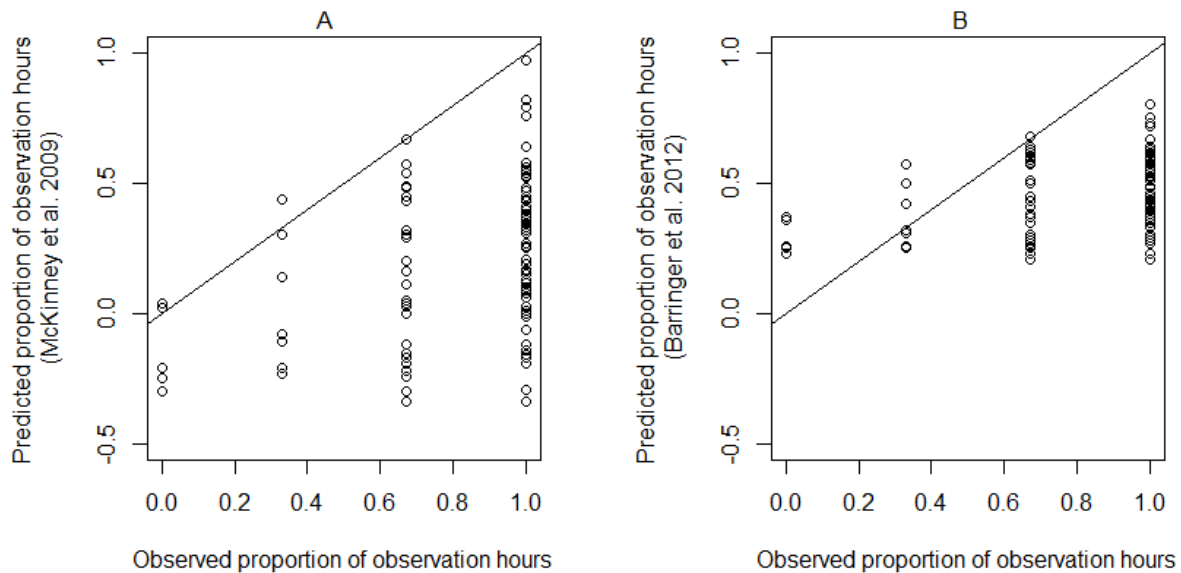 A
Predicted proportion of observation hours
(McKinney et al. 2009)
1.0
0.5
0.0
-0.5
0.0 0.2 0.4 0.6 0.8 1.0
Observed proportion of observation hours
B
Predicted proportion of observation hours
(Barringer et al. 2012)
1.0
0.5
0.0
-0.5
0.0 0.2 0.4 0.6 0.8 1.0
Observed proportion of observation hours